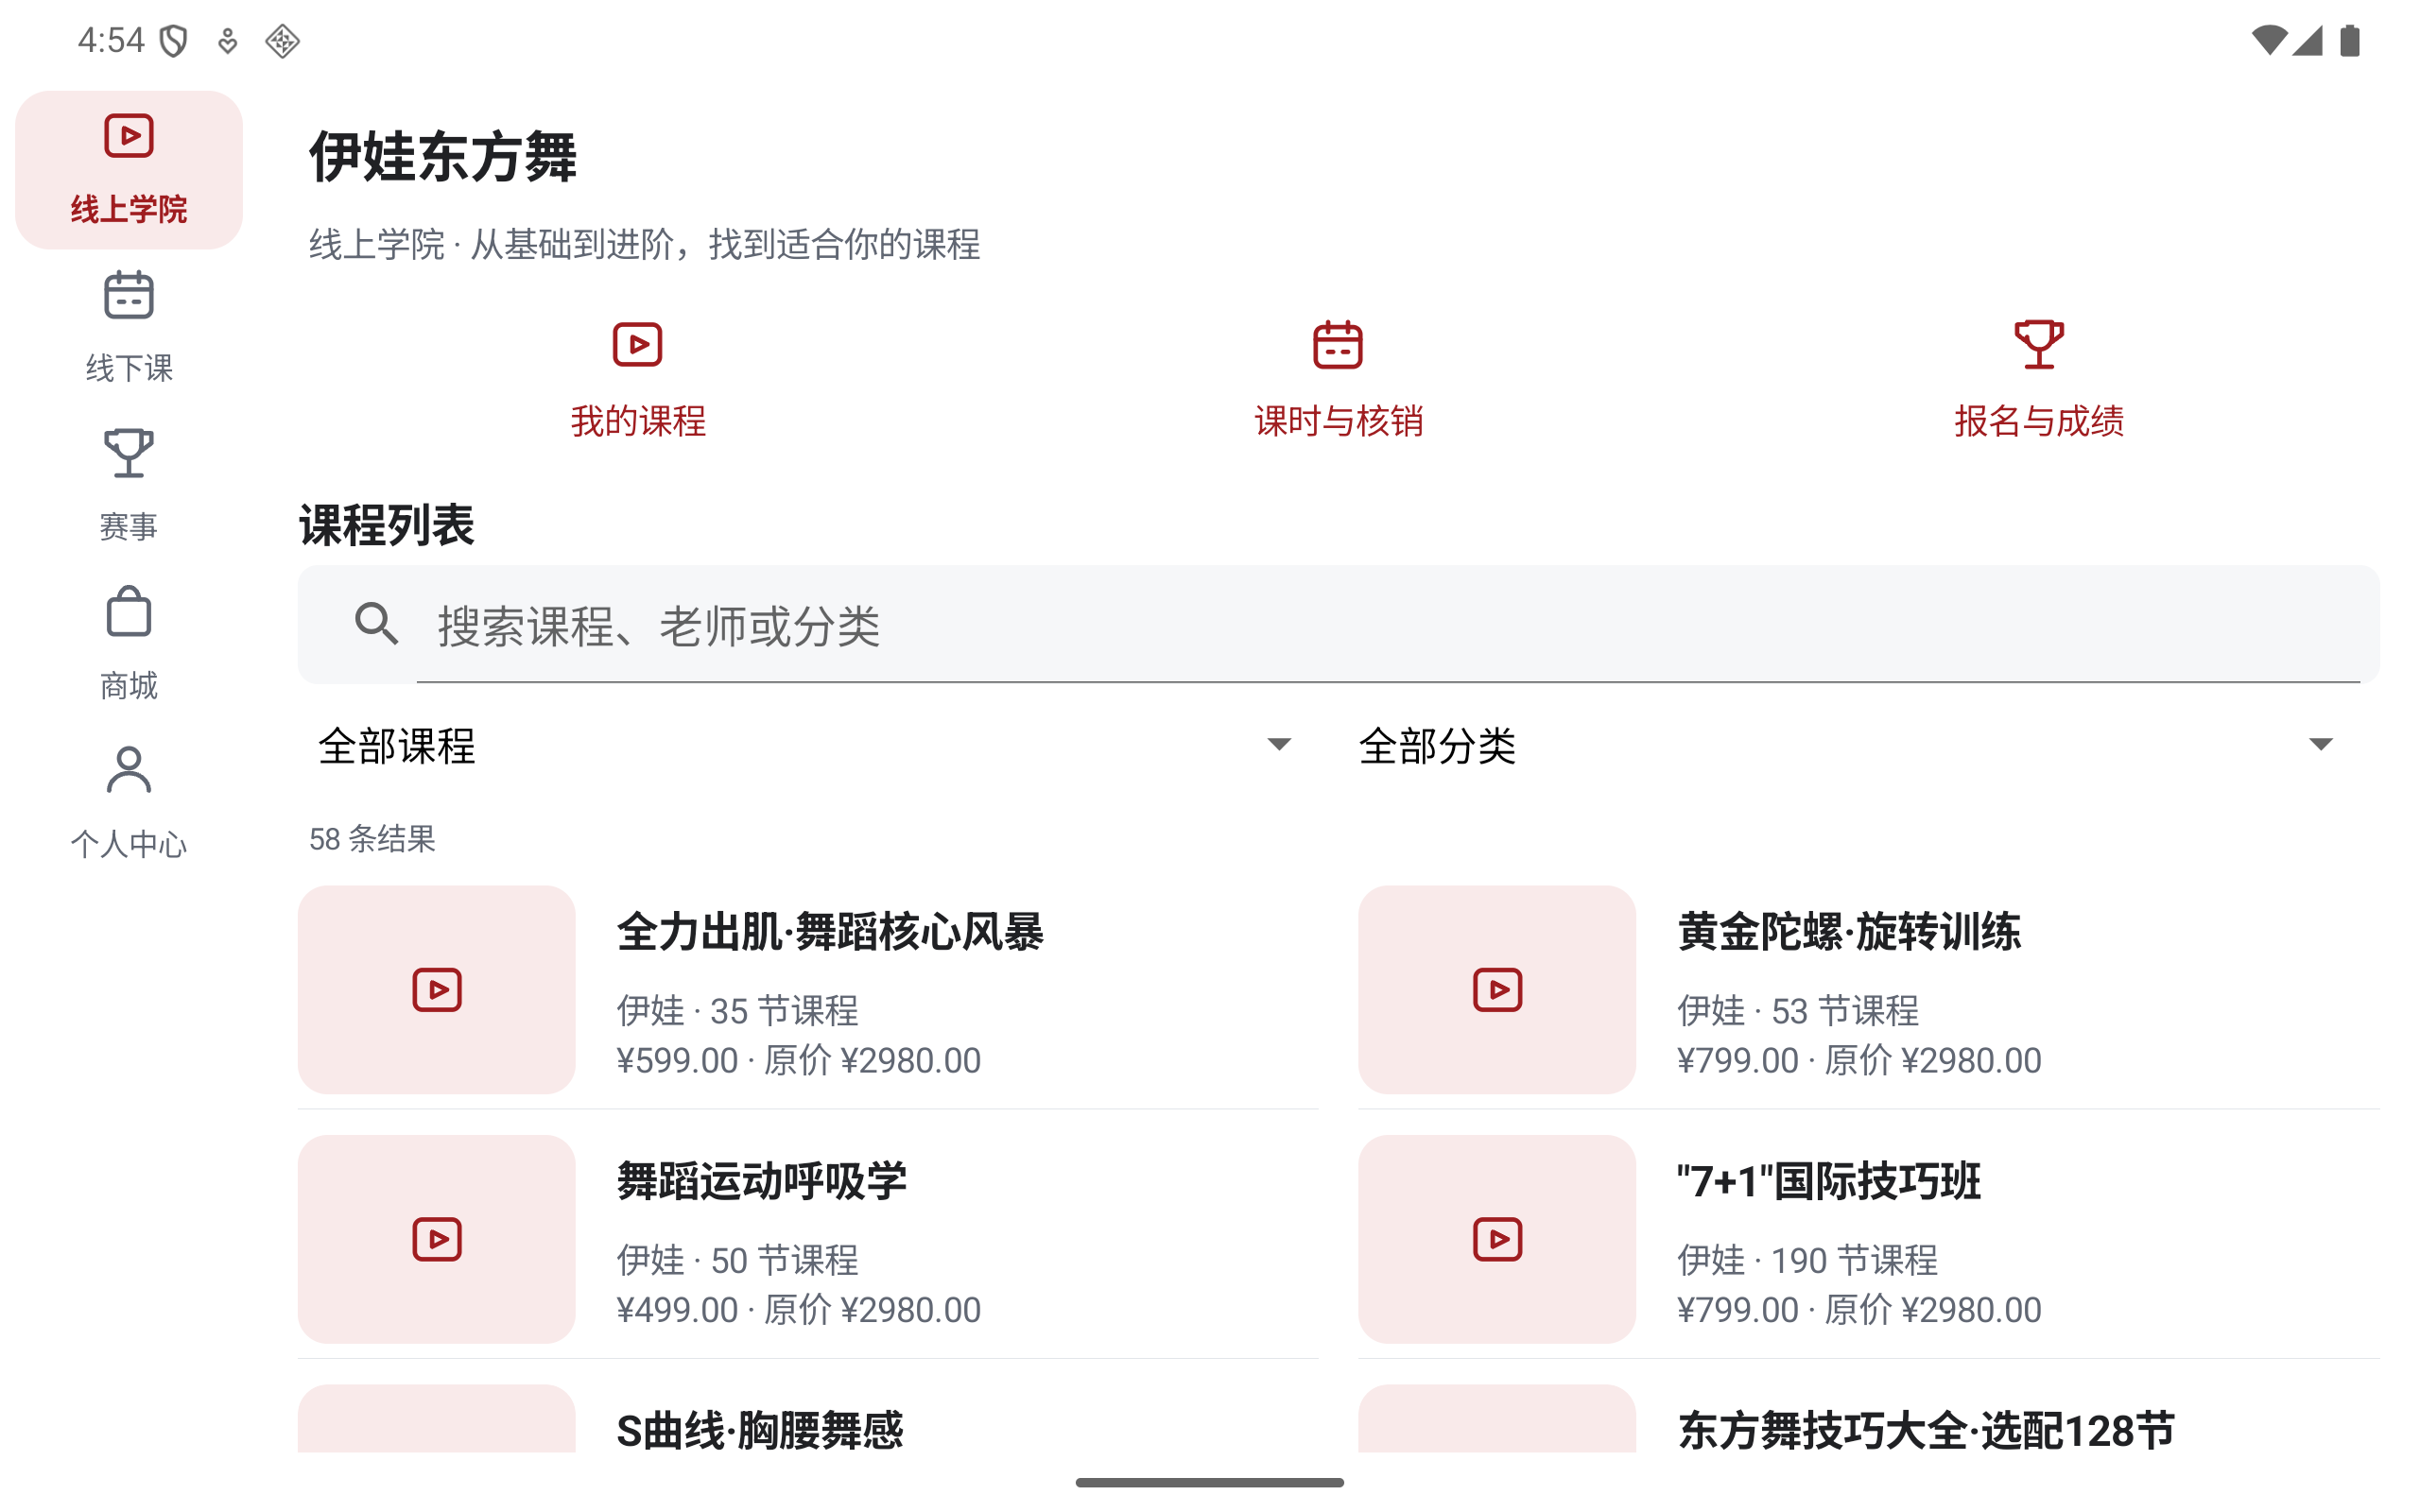 4:54
线上学院
线下课
赛事
商城
个人中心
伊娃东方舞
线上学院 · 从基础到进阶，找到适合你的课程
我的课程
课时与核销
报名与成绩
课程列表
搜索课程、老师或分类
全部课程
全部分类
58 条结果
全力出肌·舞蹈核心风暴
伊娃 · 35 节课程
¥599.00 · 原价 ¥2980.00
黄金陀螺·旋转训练
伊娃 · 53 节课程
¥799.00 · 原价 ¥2980.00
舞蹈运动呼吸学
伊娃 · 50 节课程
¥499.00 · 原价 ¥2980.00
"7+1"国际技巧班
伊娃 · 190 节课程
¥799.00 · 原价 ¥2980.00
S曲线·胸腰舞感
东方舞技巧大全·选配128节